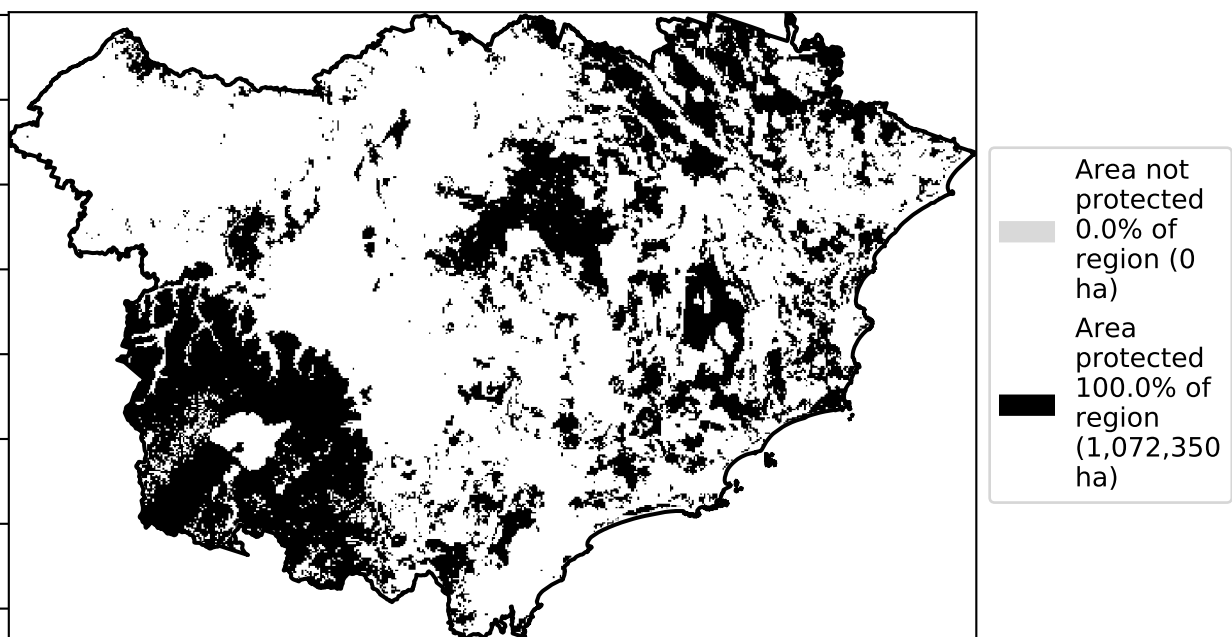 Area not
protected
0.0% of
region (0
ha)
Area
protected
100.0% of
region
(1,072,350
ha)